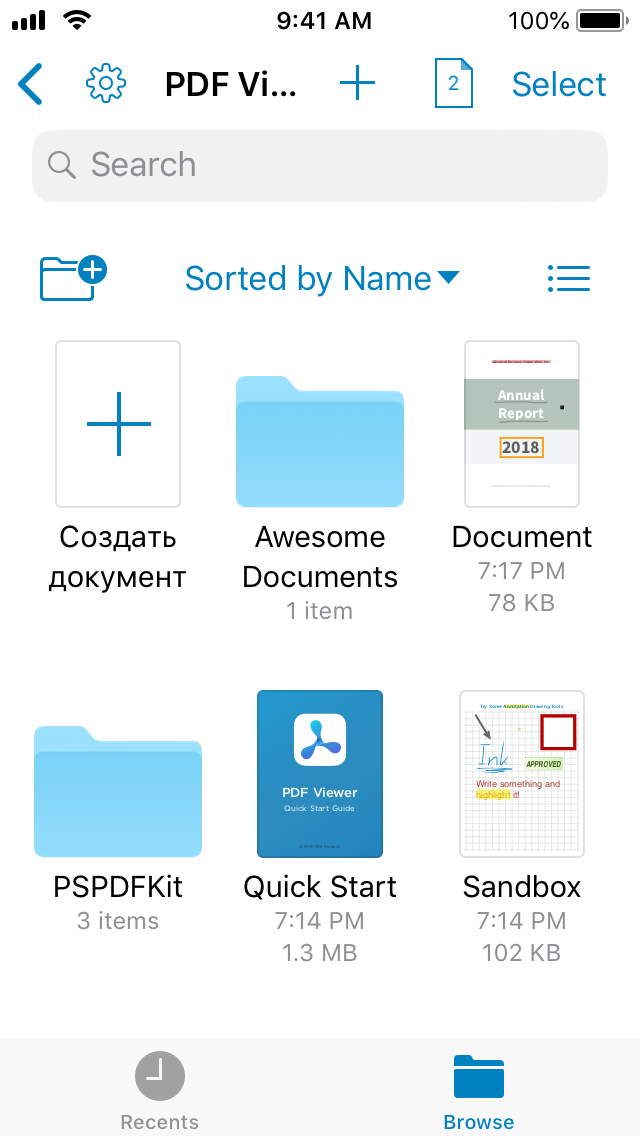 9:41 AM
100%
PDF Vi...
2
Select
Search
Sorted by Name
Annual
Report
2018
Создать
документ
Awesome
Documents
1 item
Document
7:17 PM
78 KB
PDF Viewer
Quick Start Guide
Try Some Annotation Drawing Tools
Ink
APPROVED
Write something and
highlight it!
PSPDFKit
3 items
Quick Start
7:14 PM
1.3 MB
Sandbox
7:14 PM
102 KB
Recents
Browse